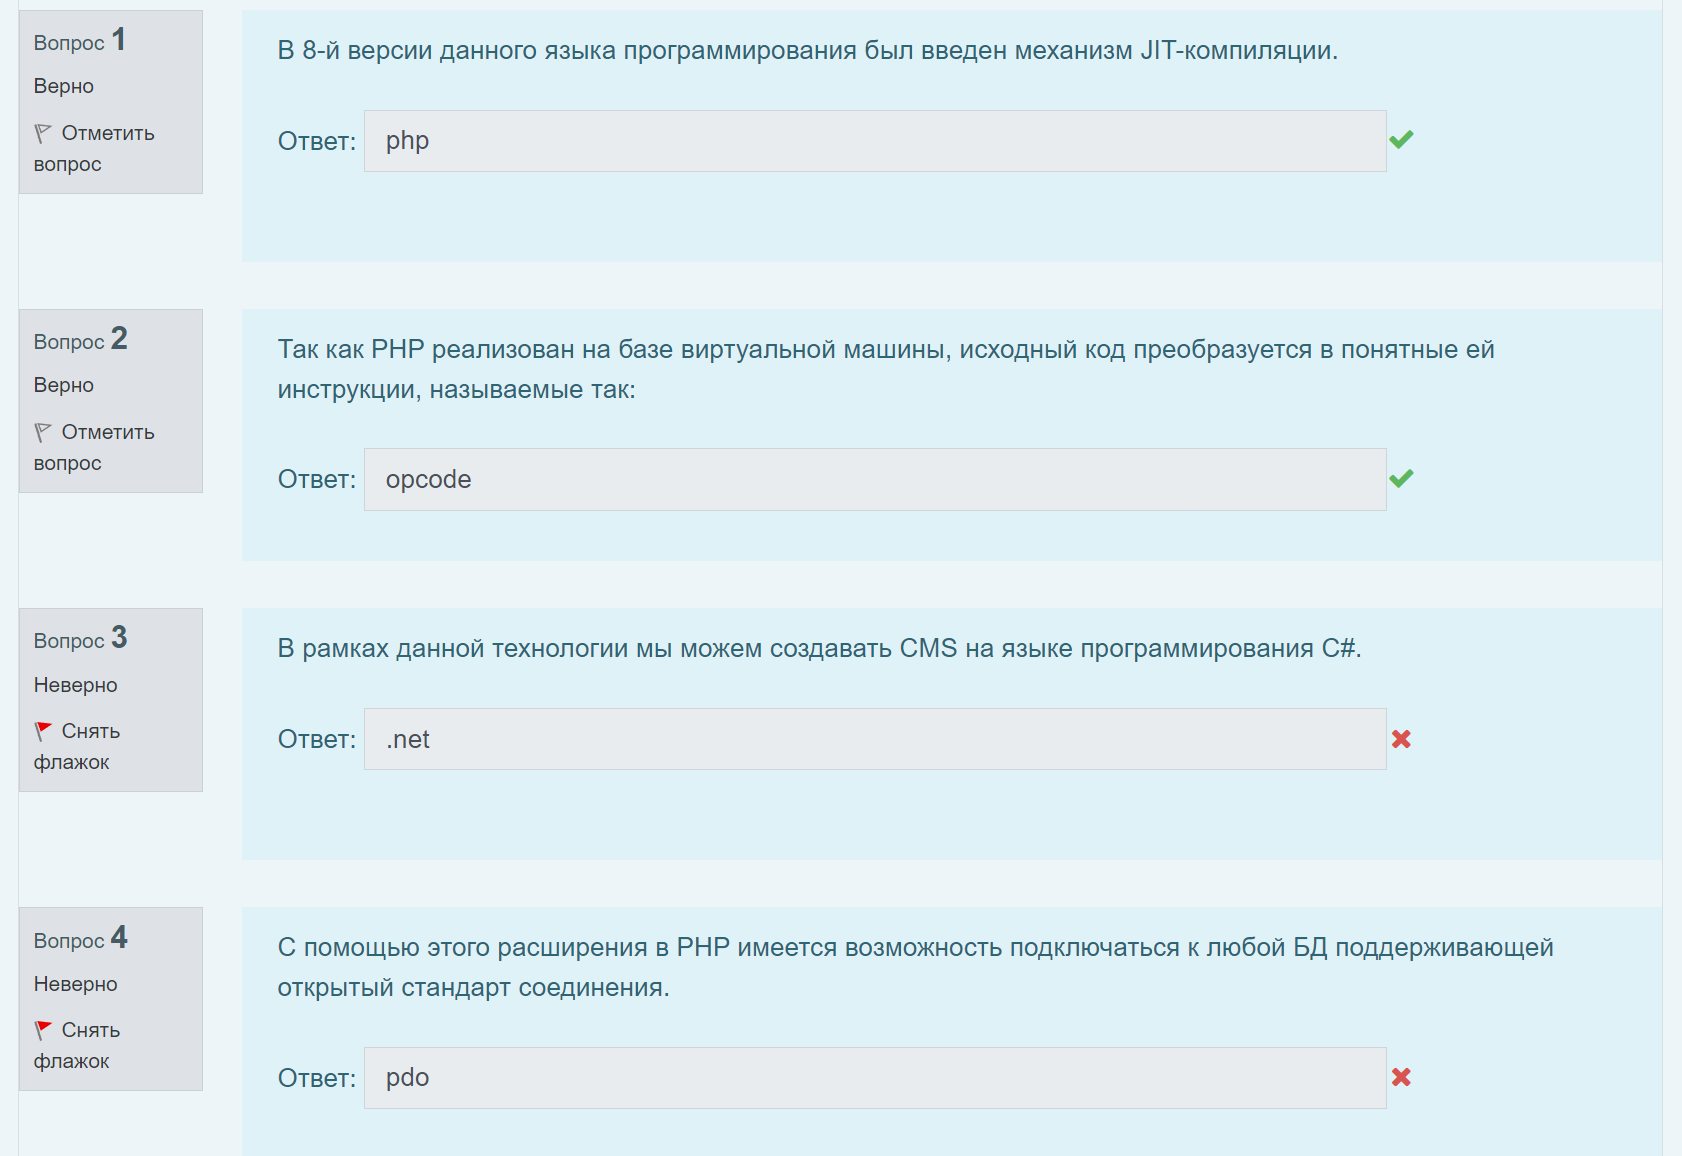 Вопрос 1
Верно
Отметить
вопрос
В 8-й версии данного языка программирования был введен механизм JIT-компиляции.
Ответ: php
Вопрос 2
Верно
Отметить
вопрос
Так как PHP реализован на базе виртуальной машины, исходный код преобразуется в понятные ей
инструкции, называемые так:
Ответ: opcode
Вопрос 3
Неверно
Снять
флажок
В рамках данной технологии мы можем создавать CMS на языке программирования C#.
Ответ: .net
Вопрос 4
Неверно
Снять
флажок
С помощью этого расширения в PHP имеется возможность подключаться к любой БД поддерживающей
открытый стандарт соединения.
Ответ: pdo